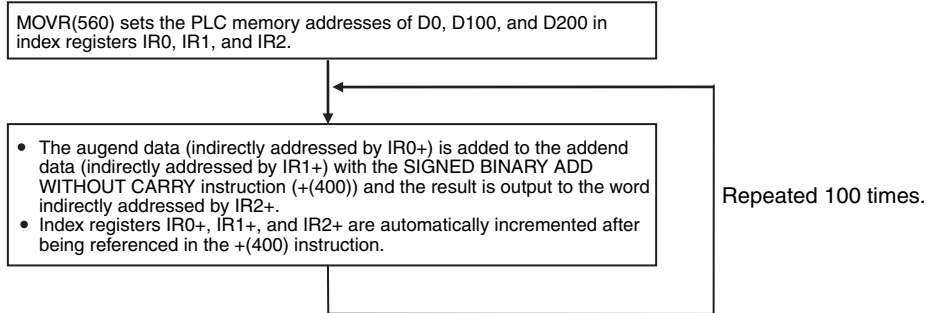 MOVR(560) sets the PLC memory addresses of D0, D100, and D200 in
index registers IR0, IR1, and IR2.
• The augend data (indirectly addressed by IR0+) is added to the addend
data (indirectly addressed by IR1+) with the SIGNED BINARY ADD
WITHOUT CARRY instruction (+(400)) and the result is output to the word
indirectly addressed by IR2+.
• Index registers IR0+, IR1+, and IR2+ are automatically incremented after
being referenced in the +(400) instruction.
Repeated 100 times.